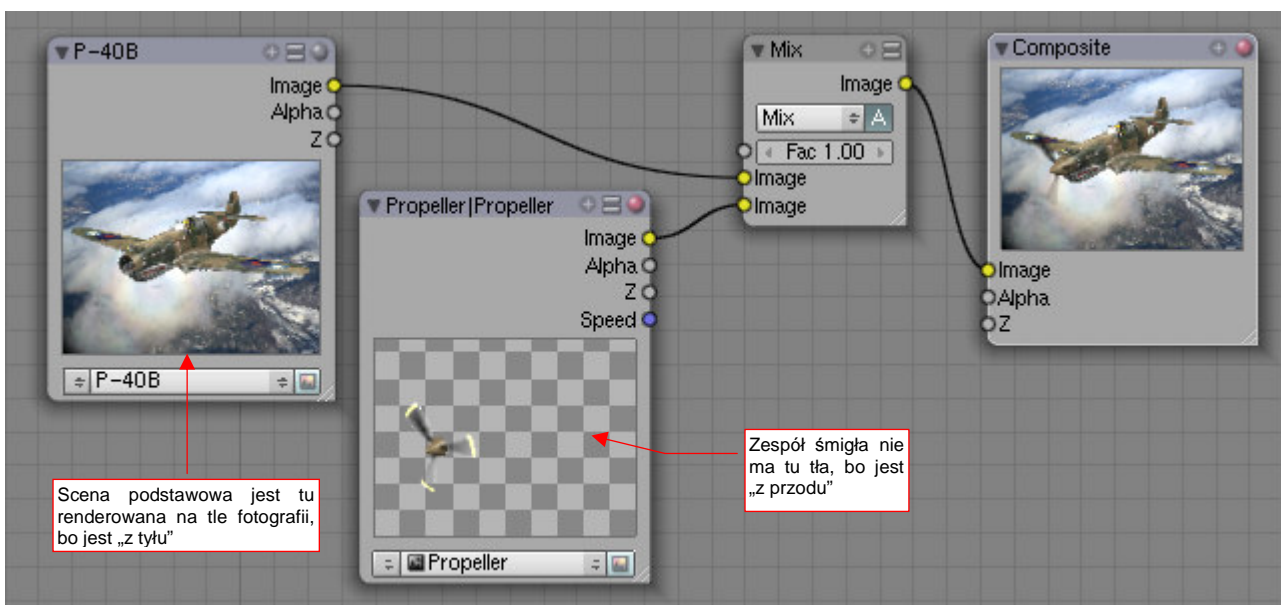 P-40B
Image
Alpha
Z
P-40B
Scena podstawowa jest tu
renderowana na tle fotografii,
bo jest „z tyłu”
Propeller|Propeller
Image
Alpha
Z
Speed
Propeller
Zespół śmigła nie
ma tu tła, bo jest
„z przodu”
Mix
Image
Mix
A
Fac 1.00
Image
Image
Composite
Image
Alpha
Z